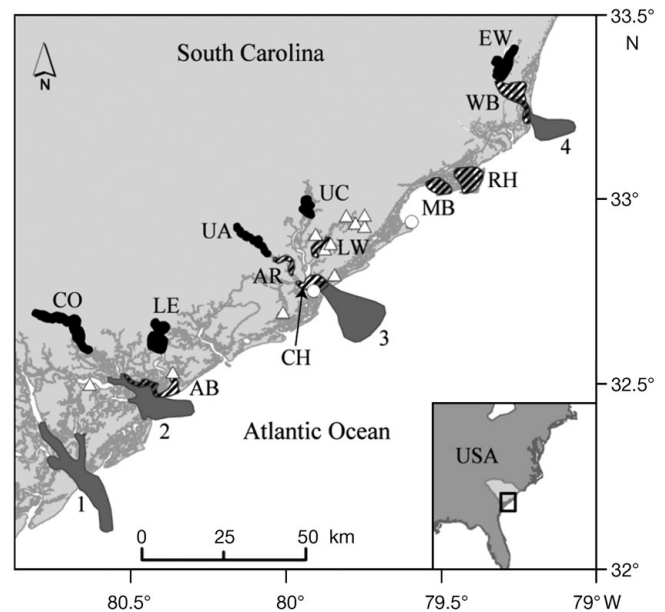 33.5°
N
South Carolina
N
EW
WB
4
33°
RH
MB
UC
UA
LW
AR
CO
LE
3
CH
AB
32.5°
2
Atlantic Ocean
USA
1
0 25 50 km
32°
80.5° 80° 79.5° 79° W